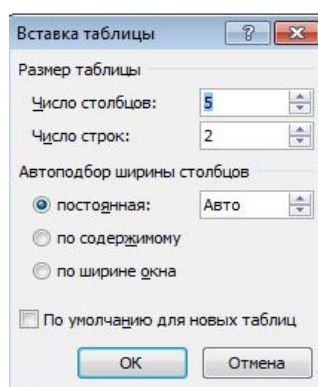 Вставка таблицы
Размер таблицы
Число столбцов: 5
Число строк: 2
Автоподбор ширины столбцов
постоянная: Авто
по содержимому
по ширине окна
По умолчанию для новых таблиц
ОК Отмена